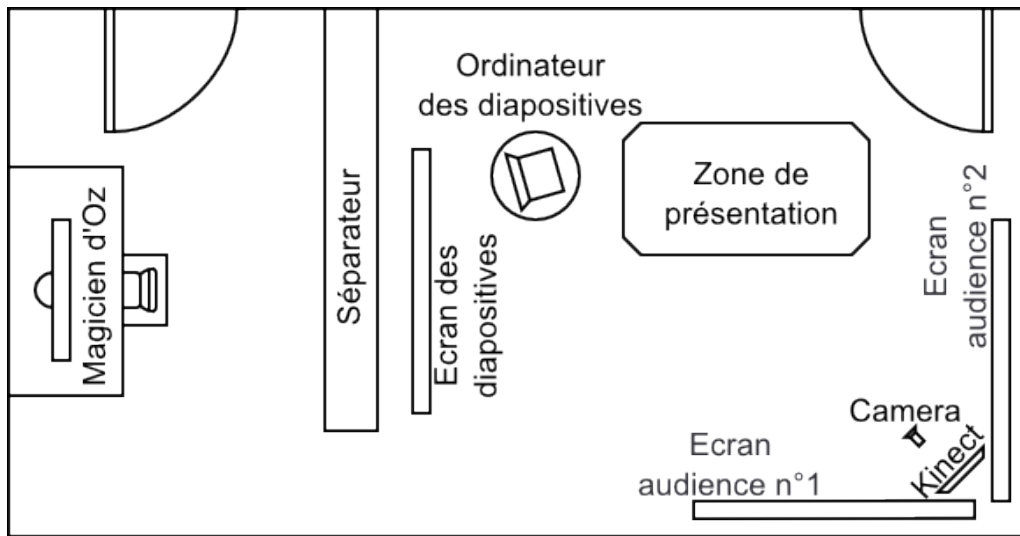 Ordinateur
des diapositives
Zone de
présentation
Magicien d'Oz
Séparateur
Ecran des
diapositives
Ecran
audience n°2
Camera
Kinect
Ecran
audience n°1